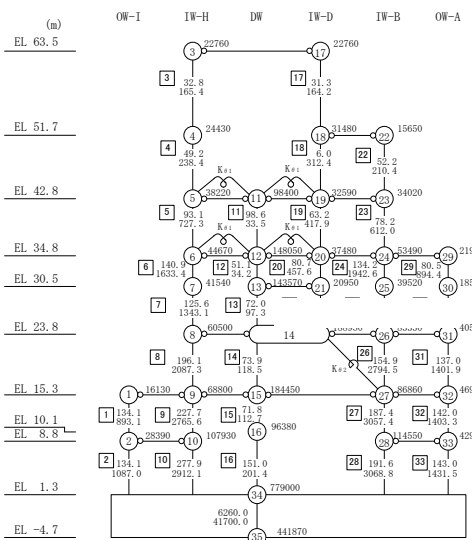 OW-I IW-H DW IW-D IW-B OW-A
(m)
EL 63.5
3 22760 17 22760
3 32.8 165.4
17 31.3 164.2
EL 51.7
4 24430 18 31480 22 15650
4 49.2 238.4
18 6.0 312.4
22 52.2 210.4
Kθ1 Kθ1
EL 42.8
5 38220 11 98400 19 32590 23 34020
5 93.1 727.3
11 98.6 33.5
19 63.2 417.9
23 78.2 612.0
Kθ1 Kθ1
EL 34.8
6 44670 12 148050 20 37480 24 53490 29
6 140.9 1633.4
12 51.1 34.2
20 457.6
24 134.2 1942.6
29 80.5 894.4
EL 30.5
7 41540 13 143570 21 20950 25 39520 30
7 125.6 1343.1
13 72.0 97.3
EL 23.8
8 60500 14 26 31
8 196.1 2087.3
14 73.9 118.5
Kθ2
26 154.9 2794.5
31 137.0 1401.9
EL 15.3
1 16130 9 68800 15 184450 27 86860 32
1 134.1 893.1
9 227.7 2765.6
15 71.8 112.7
27 187.4 3057.4
32 142.0 1403.3
EL 10.1
16 96380
EL 8.8
2 28390 10 107930 28 114550 33
2 134.1 1087.0
10 277.9 2912.1
16 151.0 201.4
28 191.6 3068.8
33 143.0 1431.5
EL 1.3
34 779000
6260.0
41700.0
EL -4.7
35 441870